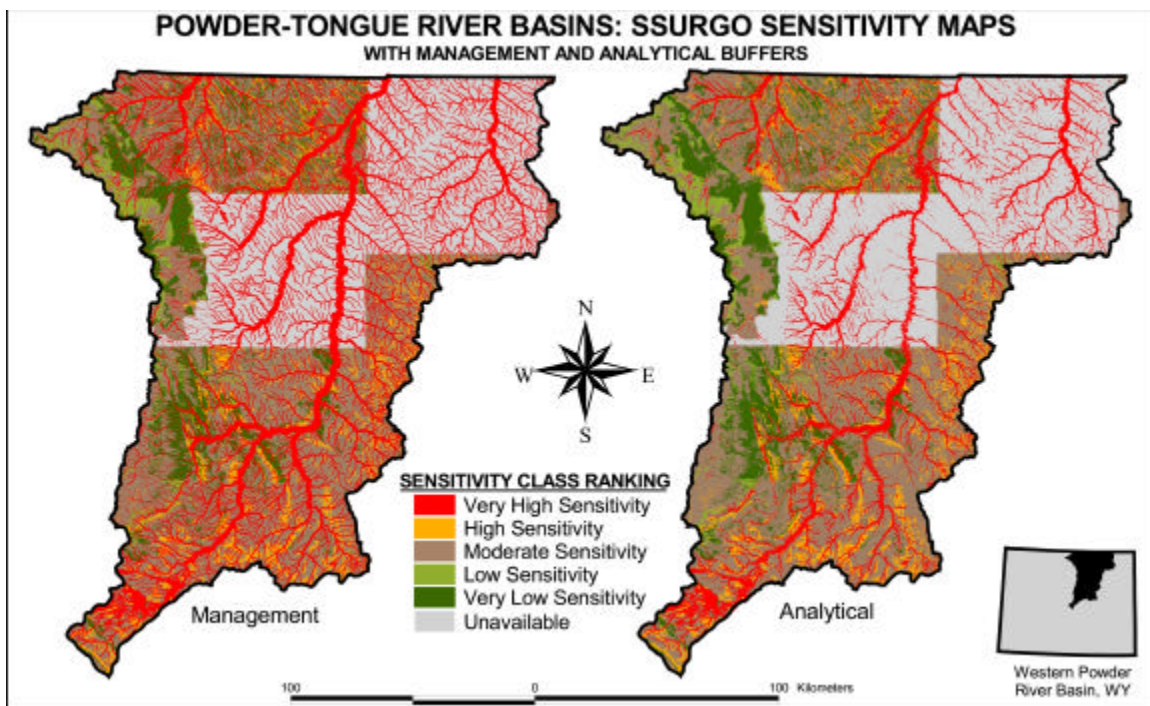 POWDER-TONGUE RIVER BASINS: SSURGO SENSITIVITY MAPS
WITH MANAGEMENT AND ANALYTICAL BUFFERS
N
W
E
S
SENSITIVITY CLASS RANKING
Very High Sensitivity
High Sensitivity
Moderate Sensitivity
Low Sensitivity
Very Low Sensitivity
Unavailable
Management
Analytical
Western Powder
River Basin, WY
100 0 100 Kilometers